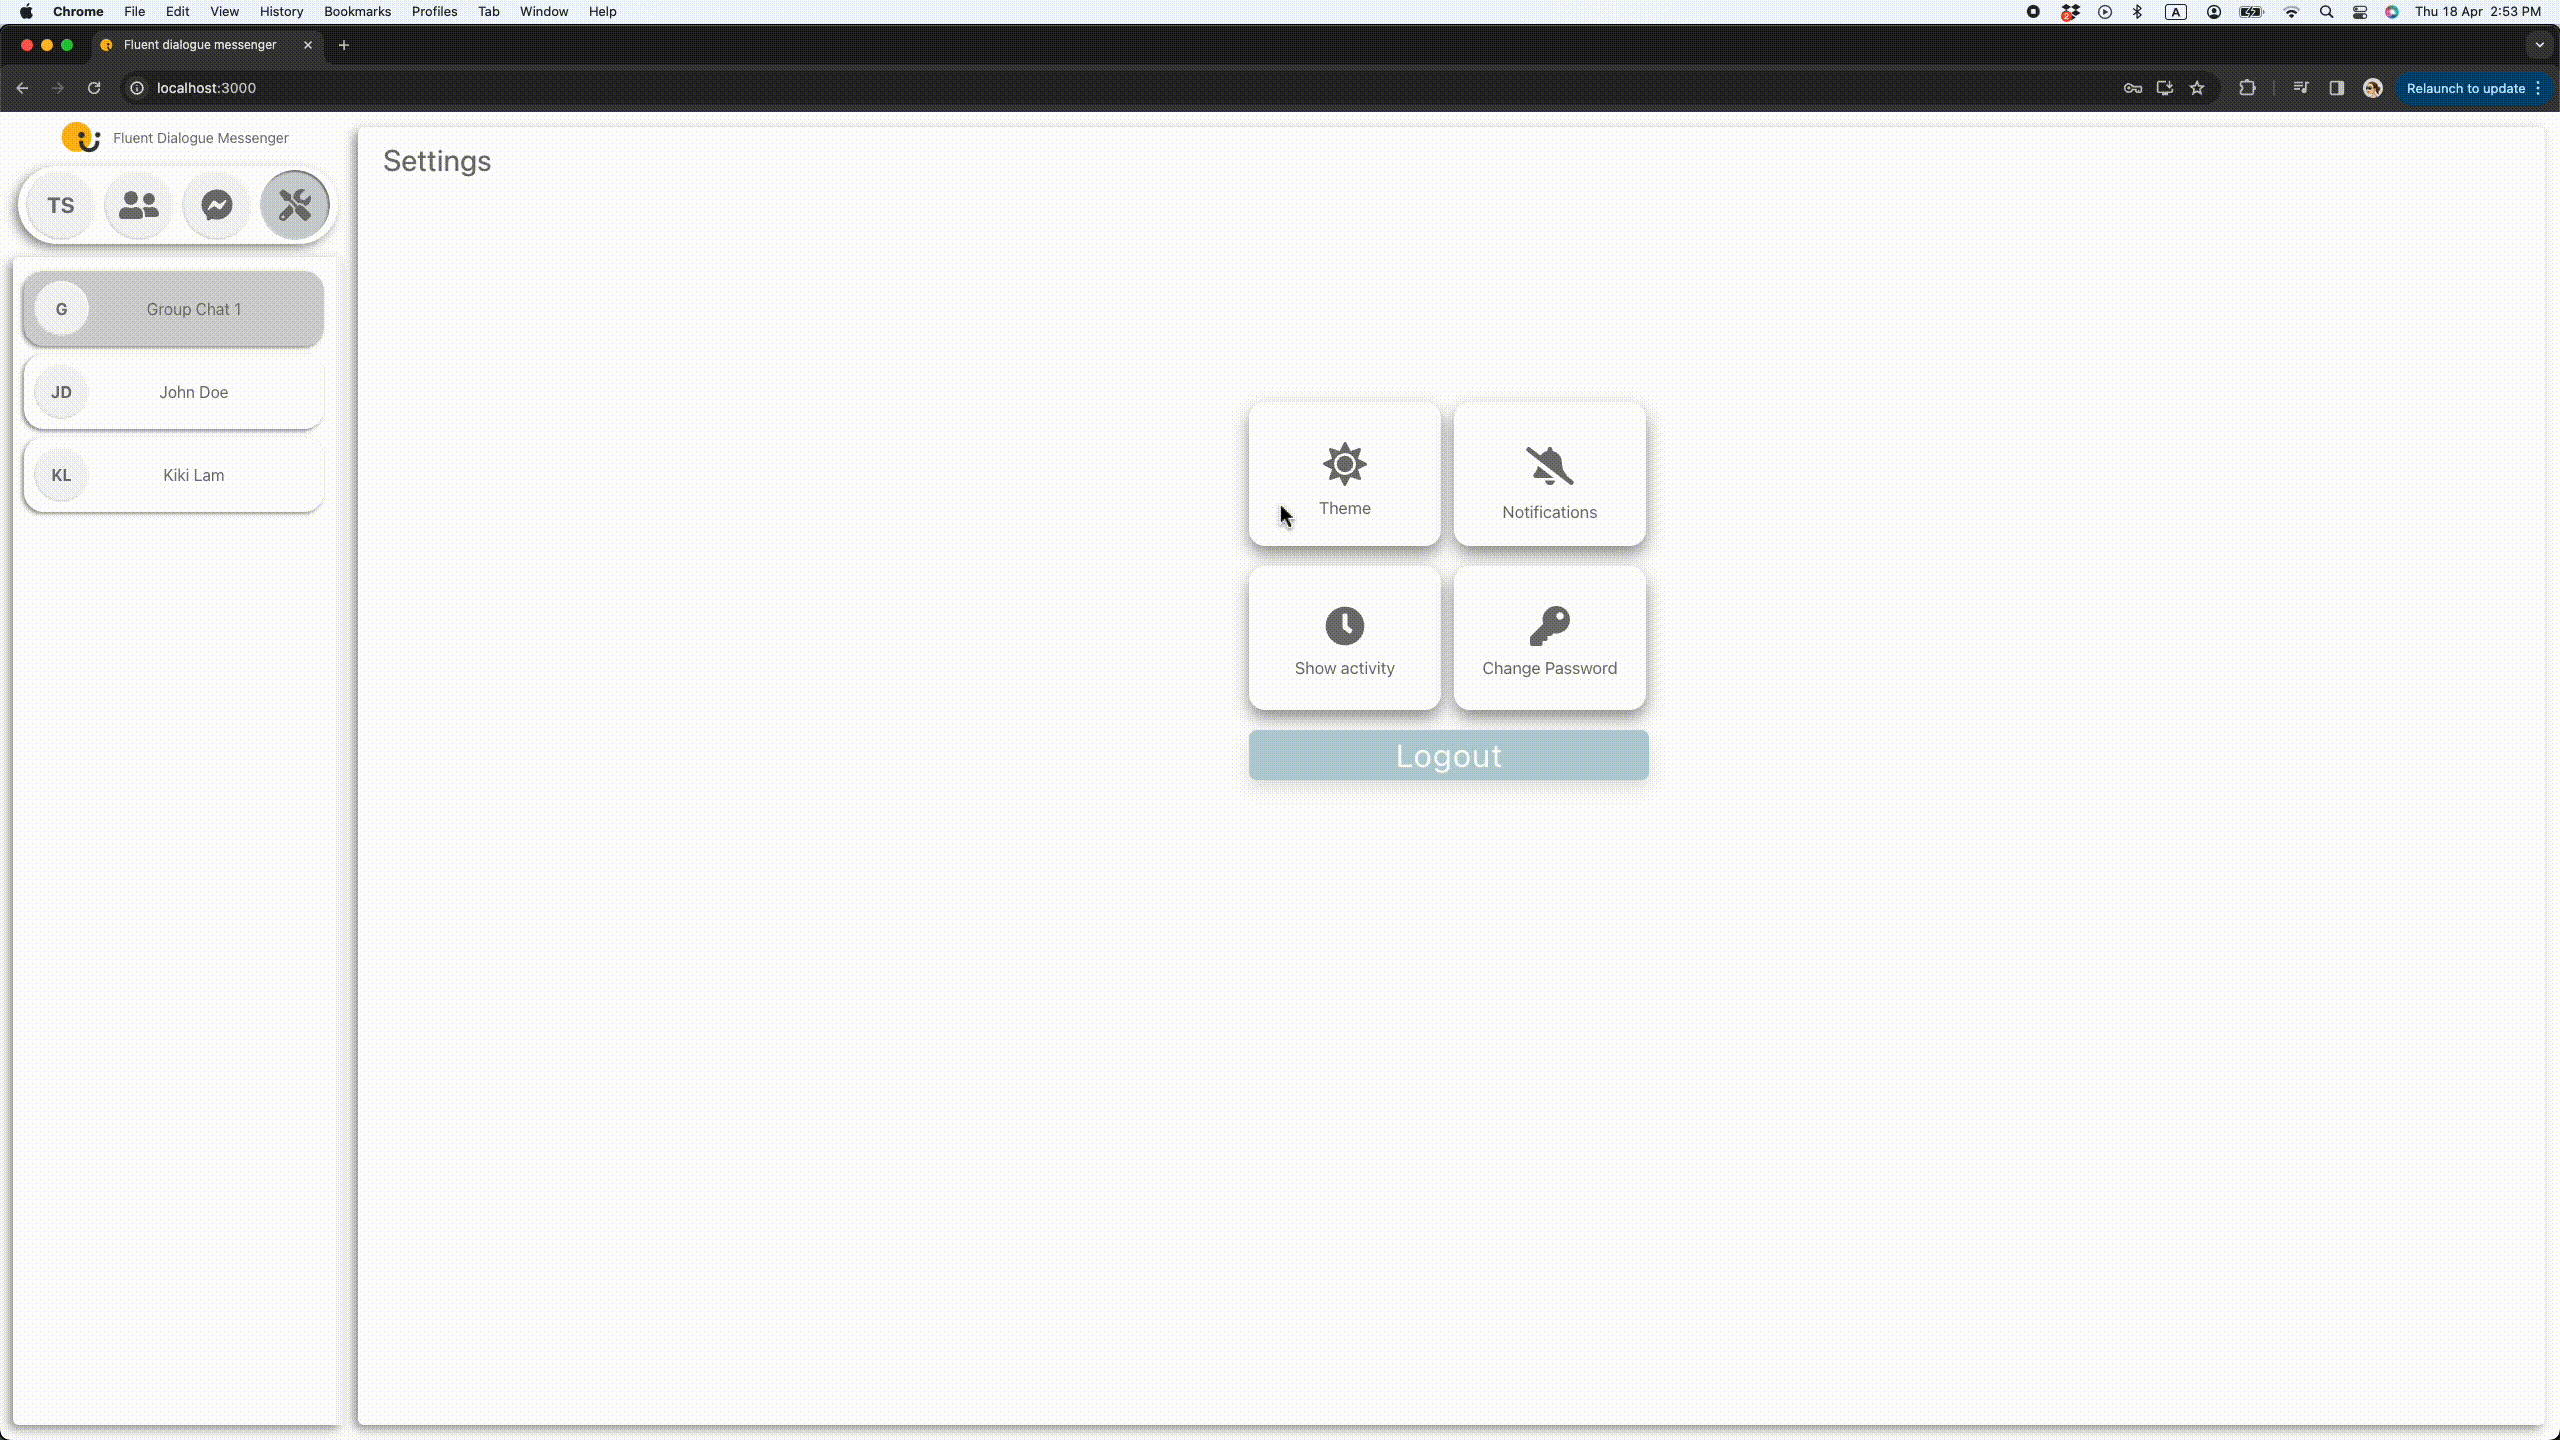 Chrome File Edit View History Bookmarks Profiles Tab Window Help
2 A Thu 18 Apr 2:53 PM
Fluent dialogue messenger
localhost:3000
Relaunch to update
Fluent Dialogue Messenger
TS
G Group Chat 1
JD John Doe
KL Kiki Lam
Settings
Theme
Notifications
Show activity
Change Password
Logout